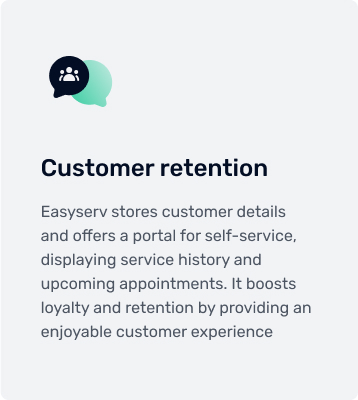 Customer retention
Easyserv stores customer details
and offers a portal for self-service,
displaying service history and
upcoming appointments. It boosts
loyalty and retention by providing an
enjoyable customer experience